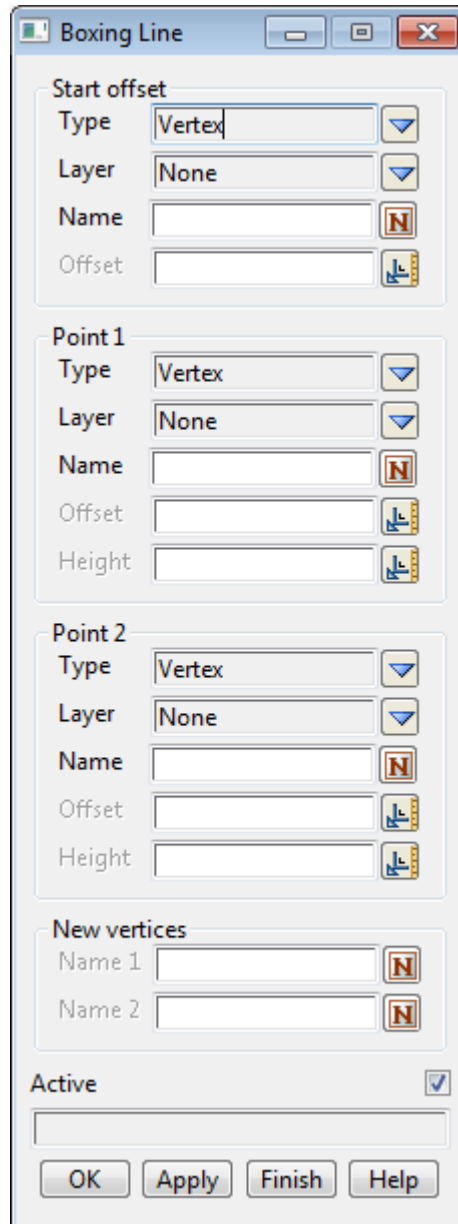 Boxing Line
Start offset
Type Vertex
Layer None
Name N
Offset
Point 1
Type Vertex
Layer None
Name N
Offset
Height
Point 2
Type Vertex
Layer None
Name N
Offset
Height
New vertices
Name 1 N
Name 2 N
Active
OK Apply Finish Help